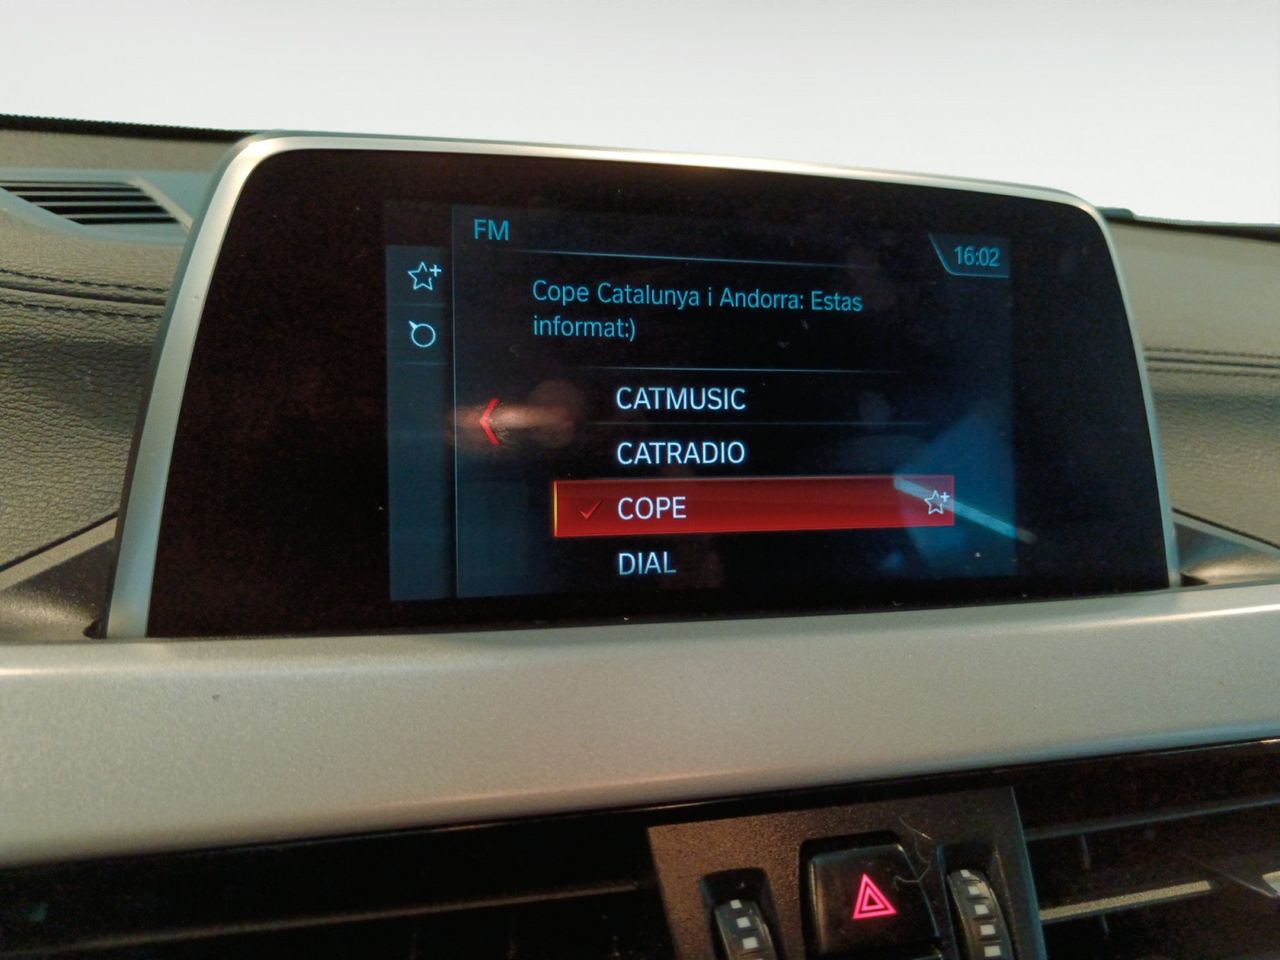 FM
16:02
Cope Catalunya i Andorra: Estas
informat:)
CATMUSIC
CATRADIO
COPE
DIAL